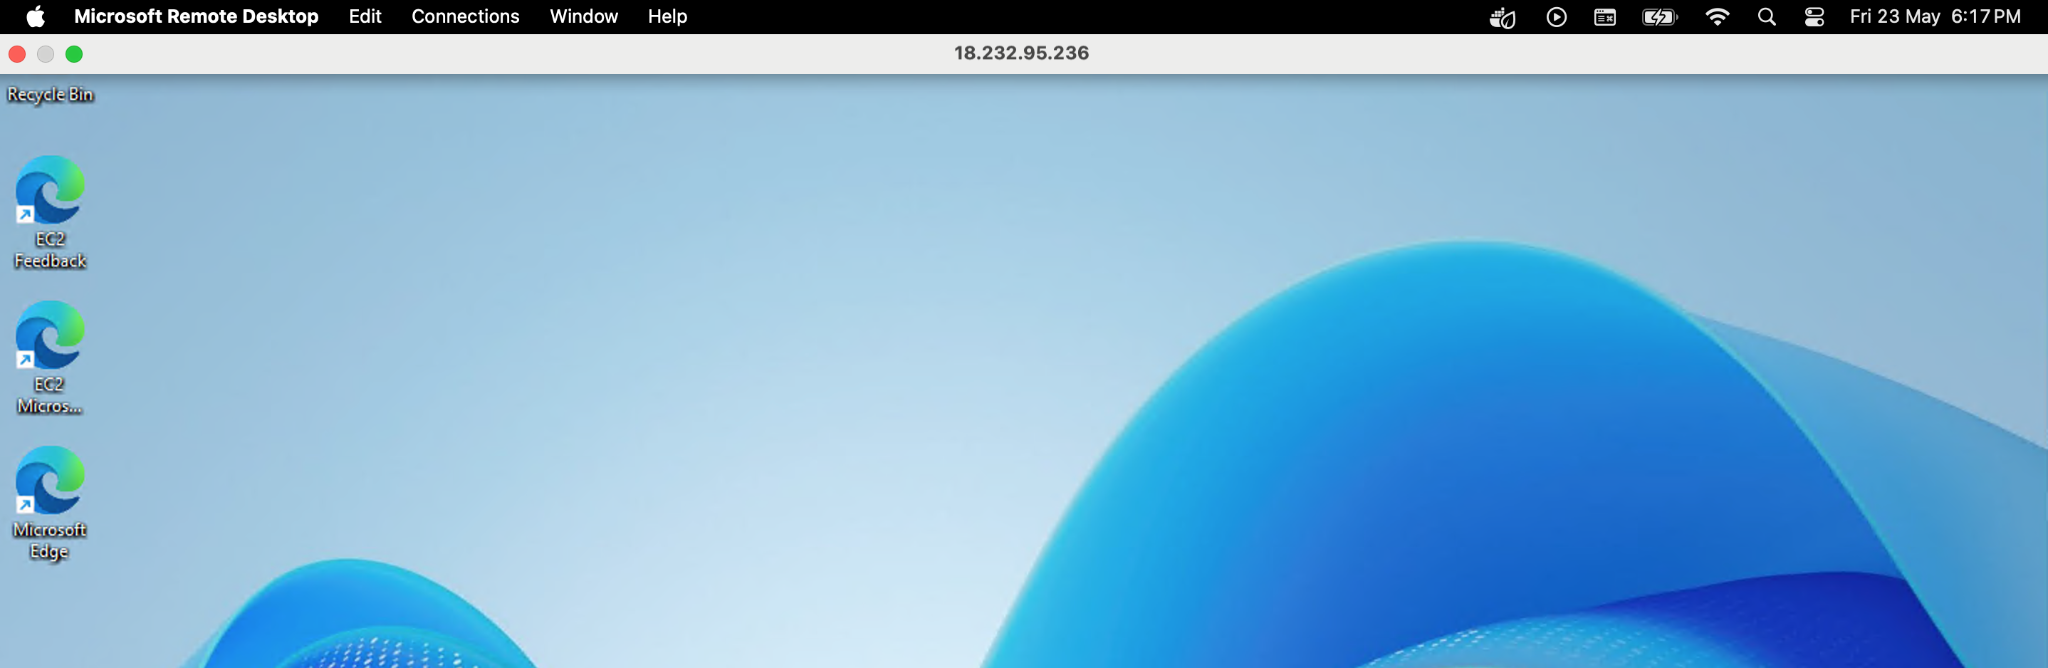 Microsoft Remote Desktop Edit Connections Window Help Fri 23 May 6:17 PM
18.232.95.236
Recycle Bin
EC2
Feedback
EC2
Micros...
Microsoft
Edge